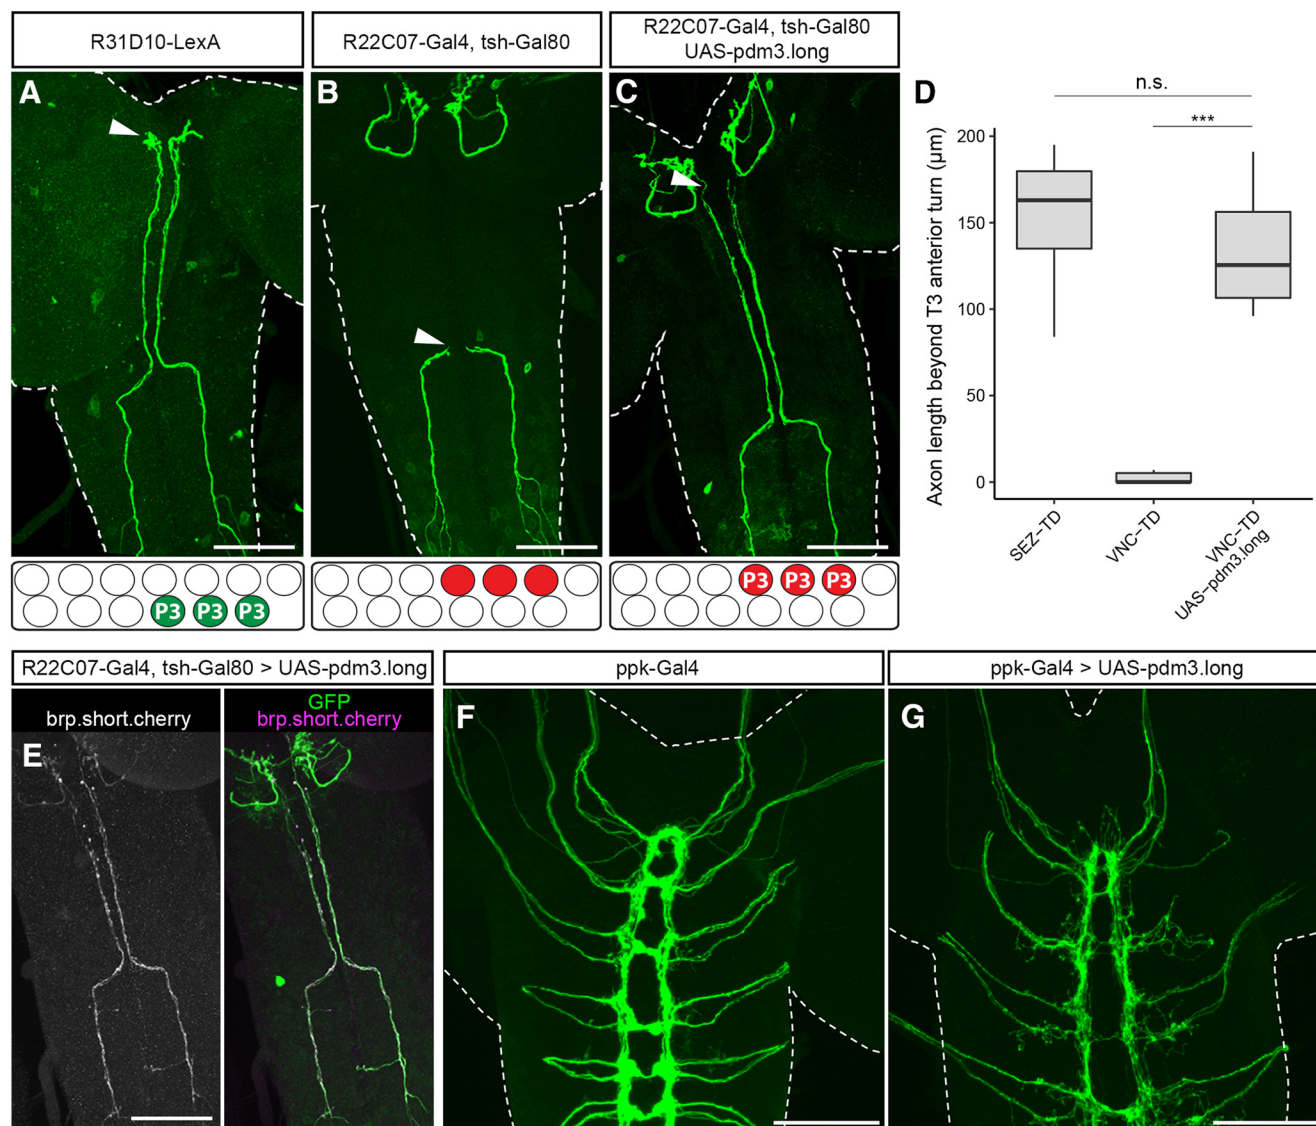 R31D10-LexA
R22C07-Gal4, tsh-Gal80
R22C07-Gal4, tsh-Gal80
UAS-pdm3.long
A
B
C
P3 P3 P3
P3 P3 P3
D
n.s.
***
Axon length beyond T3 anterior turn (μm)
200
150
100
50
0
SEZ-TD
VNC-TD
VNC-TD
UAS-pdm3.long
R22C07-Gal4, tsh-Gal80 > UAS-pdm3.long
brp.short.cherry
GFP
brp.short.cherry
E
ppk-Gal4
F
ppk-Gal4 > UAS-pdm3.long
G